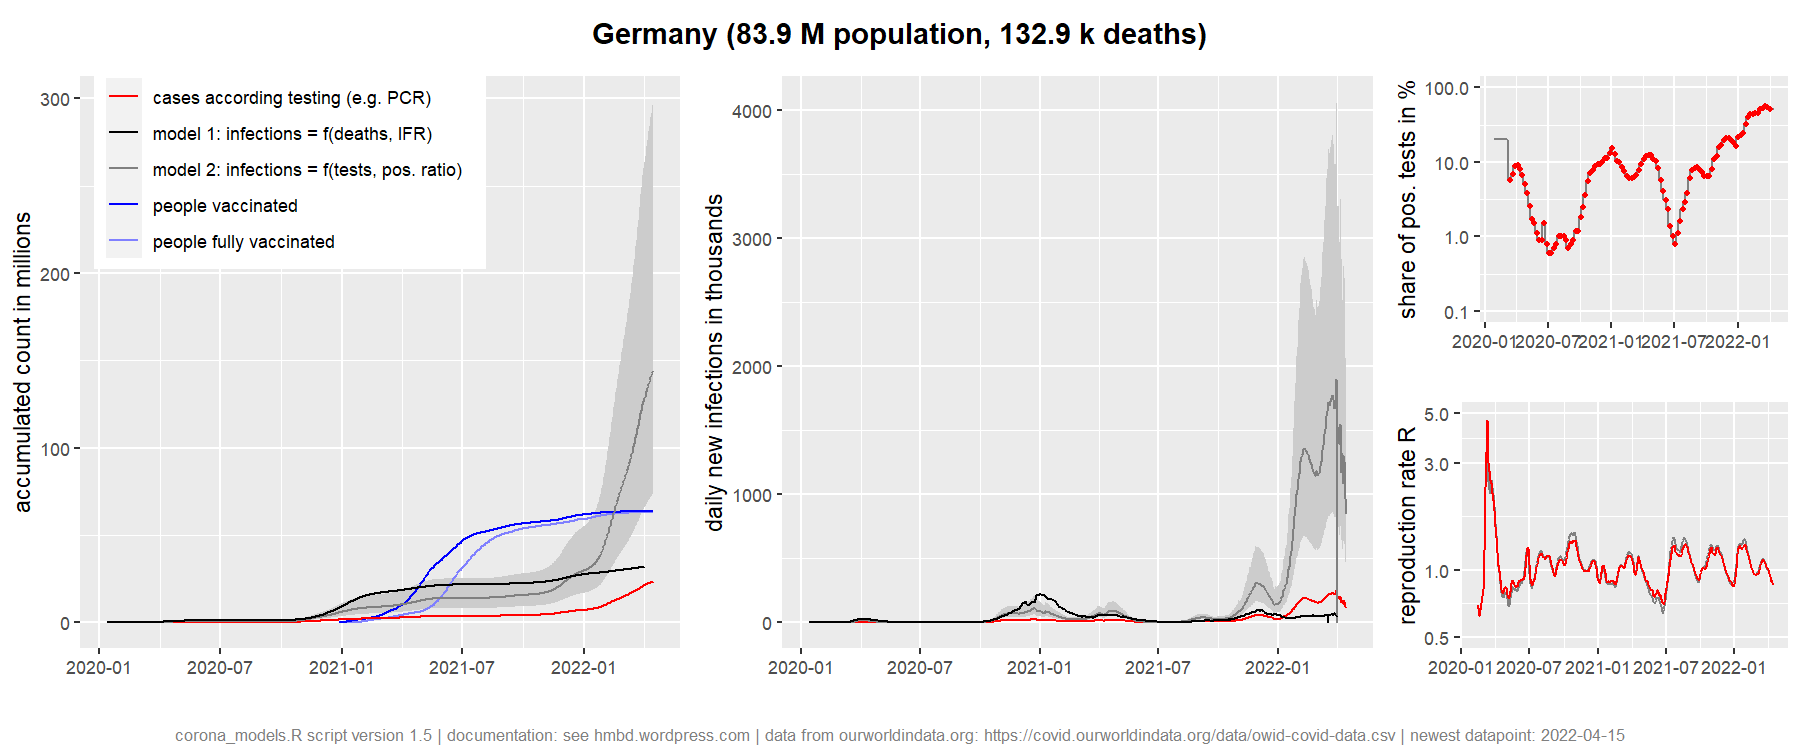 Germany (83.9 M population, 132.9 k deaths)
accumulated count in millions
300
200
100
0
cases according testing (e.g. PCR)
model 1: infections = f(deaths, IFR)
model 2: infections = f(tests, pos. ratio)
people vaccinated
people fully vaccinated
2020-01 2020-07 2021-01 2021-07 2022-01
daily new infections in thousands
4000
3000
2000
1000
0
2020-01 2020-07 2021-01 2021-07 2022-01
share of pos. tests in %
100.0
10.0
1.0
0.1
2020-01 2020-07 2021-01 2021-07 2022-01
reproduction rate R
5.0
3.0
1.0
0.5
2020-01 2020-07 2021-01 2021-07 2022-01
corona_models.R script version 1.5 | documentation: see hmbd.wordpress.com | data from ourworldindata.org: https://covid.ourworldindata.org/data/owid-covid-data.csv | newest datapoint: 2022-04-15